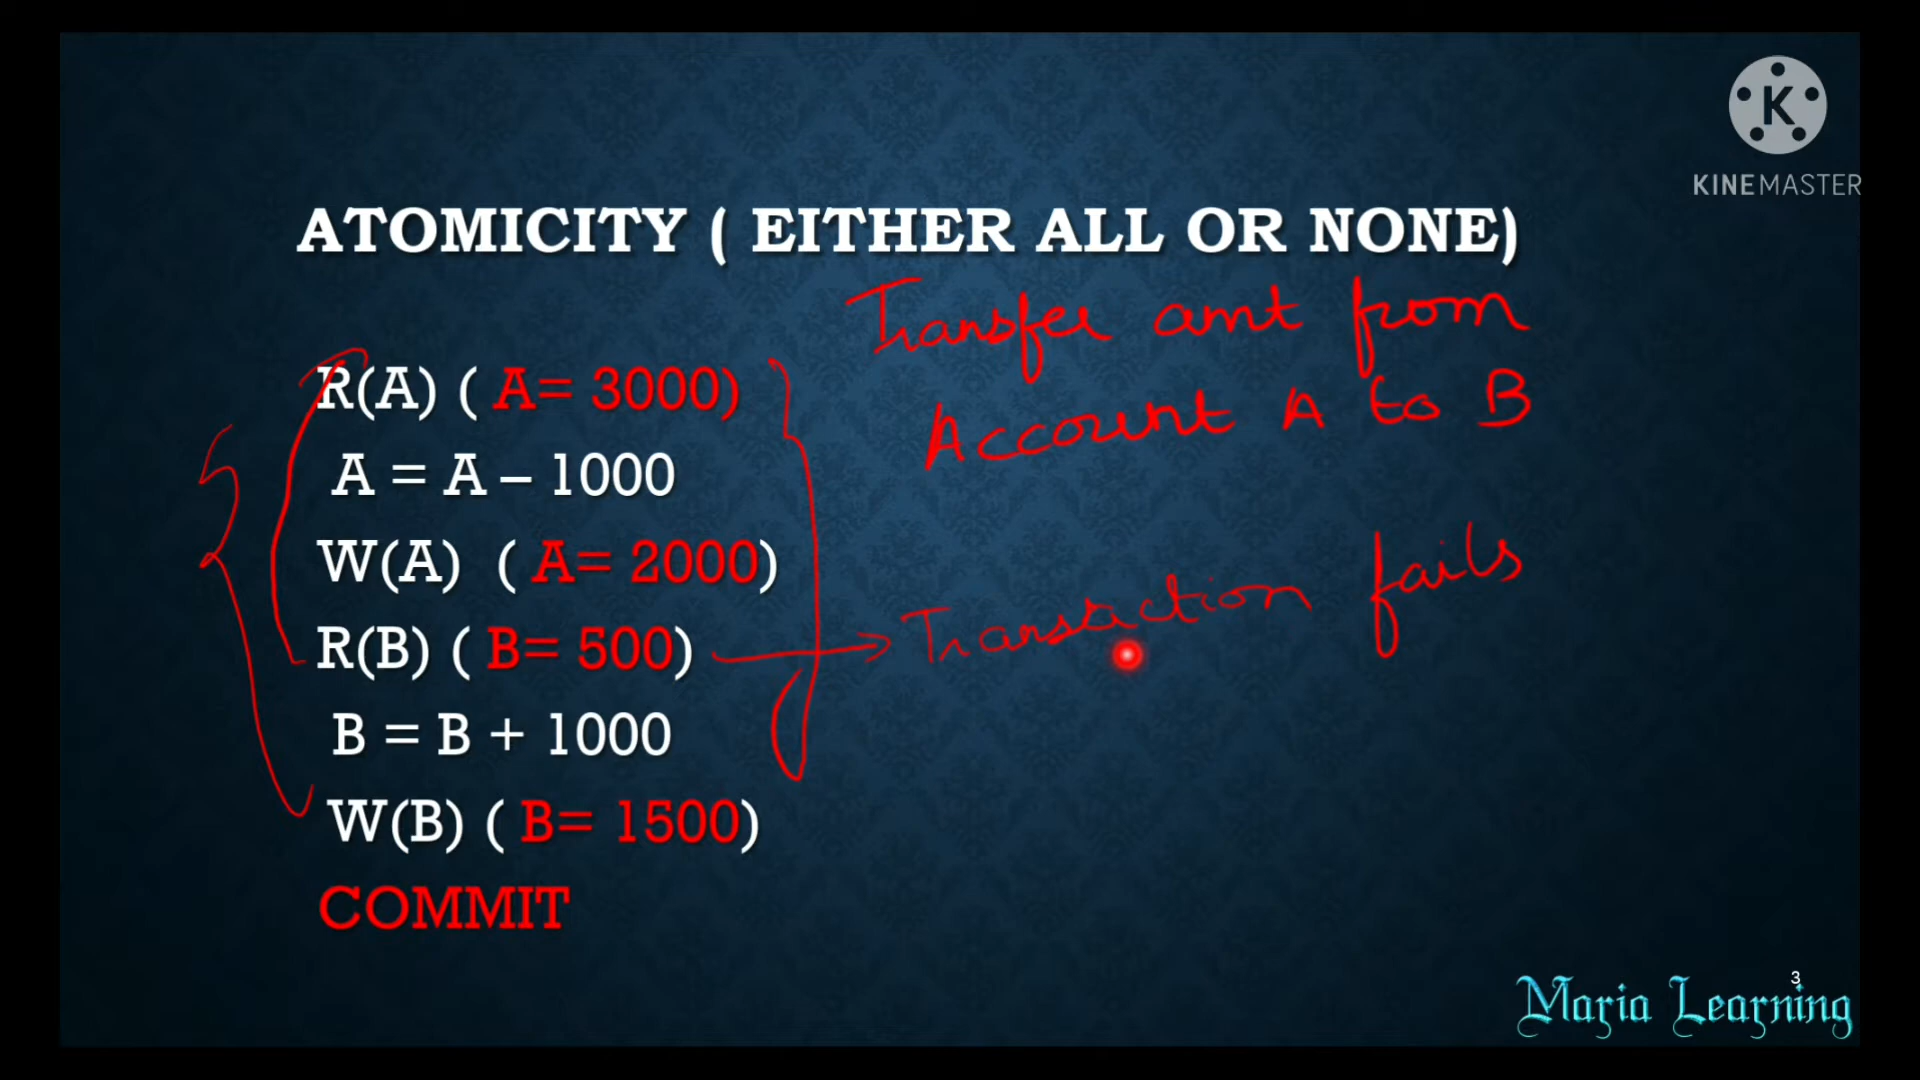 KINEMASTER
ATOMICITY ( EITHER ALL OR NONE)
Transfer amt from
Account A to B
R(A) ( A= 3000)
A = A – 1000
W(A) ( A= 2000)
R(B) ( B= 500)
Transaction fails
B = B + 1000
W(B) ( B= 1500)
COMMIT
3
Maria Learning